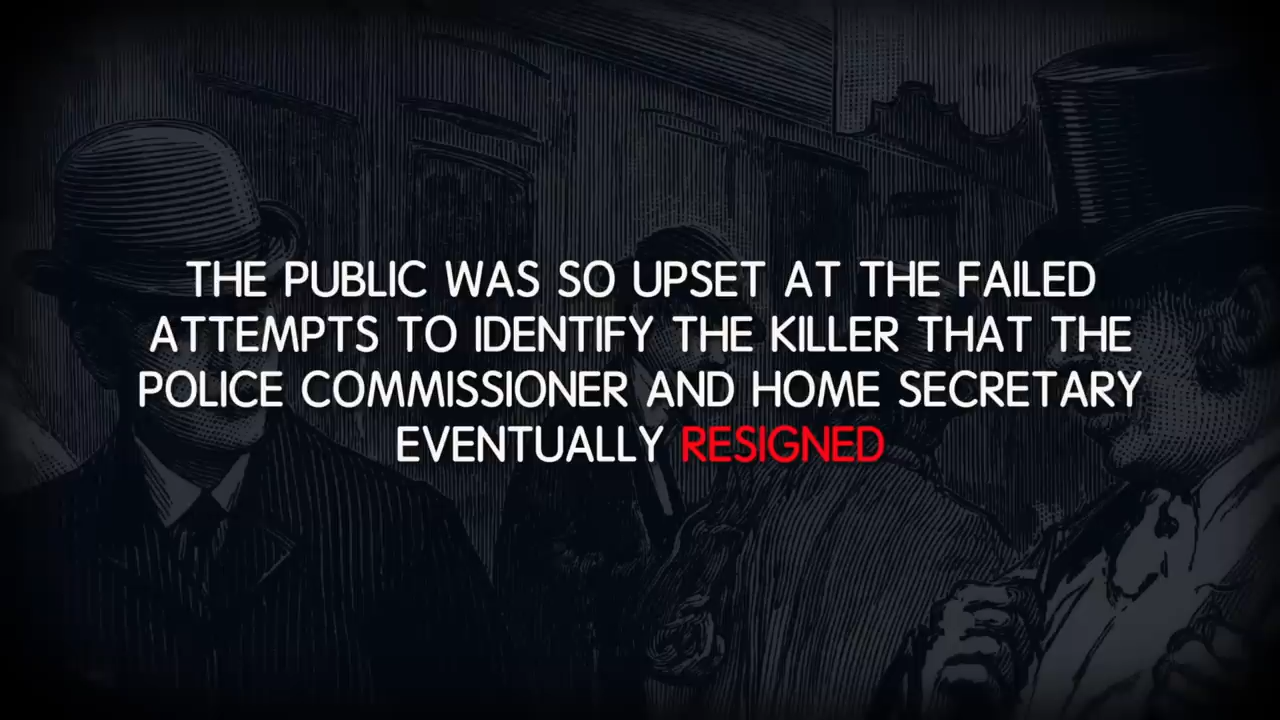 THE PUBLIC WAS SO UPSET AT THE FAILED
ATTEMPTS TO IDENTIFY THE KILLER THAT THE
POLICE COMMISSIONER AND HOME SECRETARY
EVENTUALLY RESIGNED